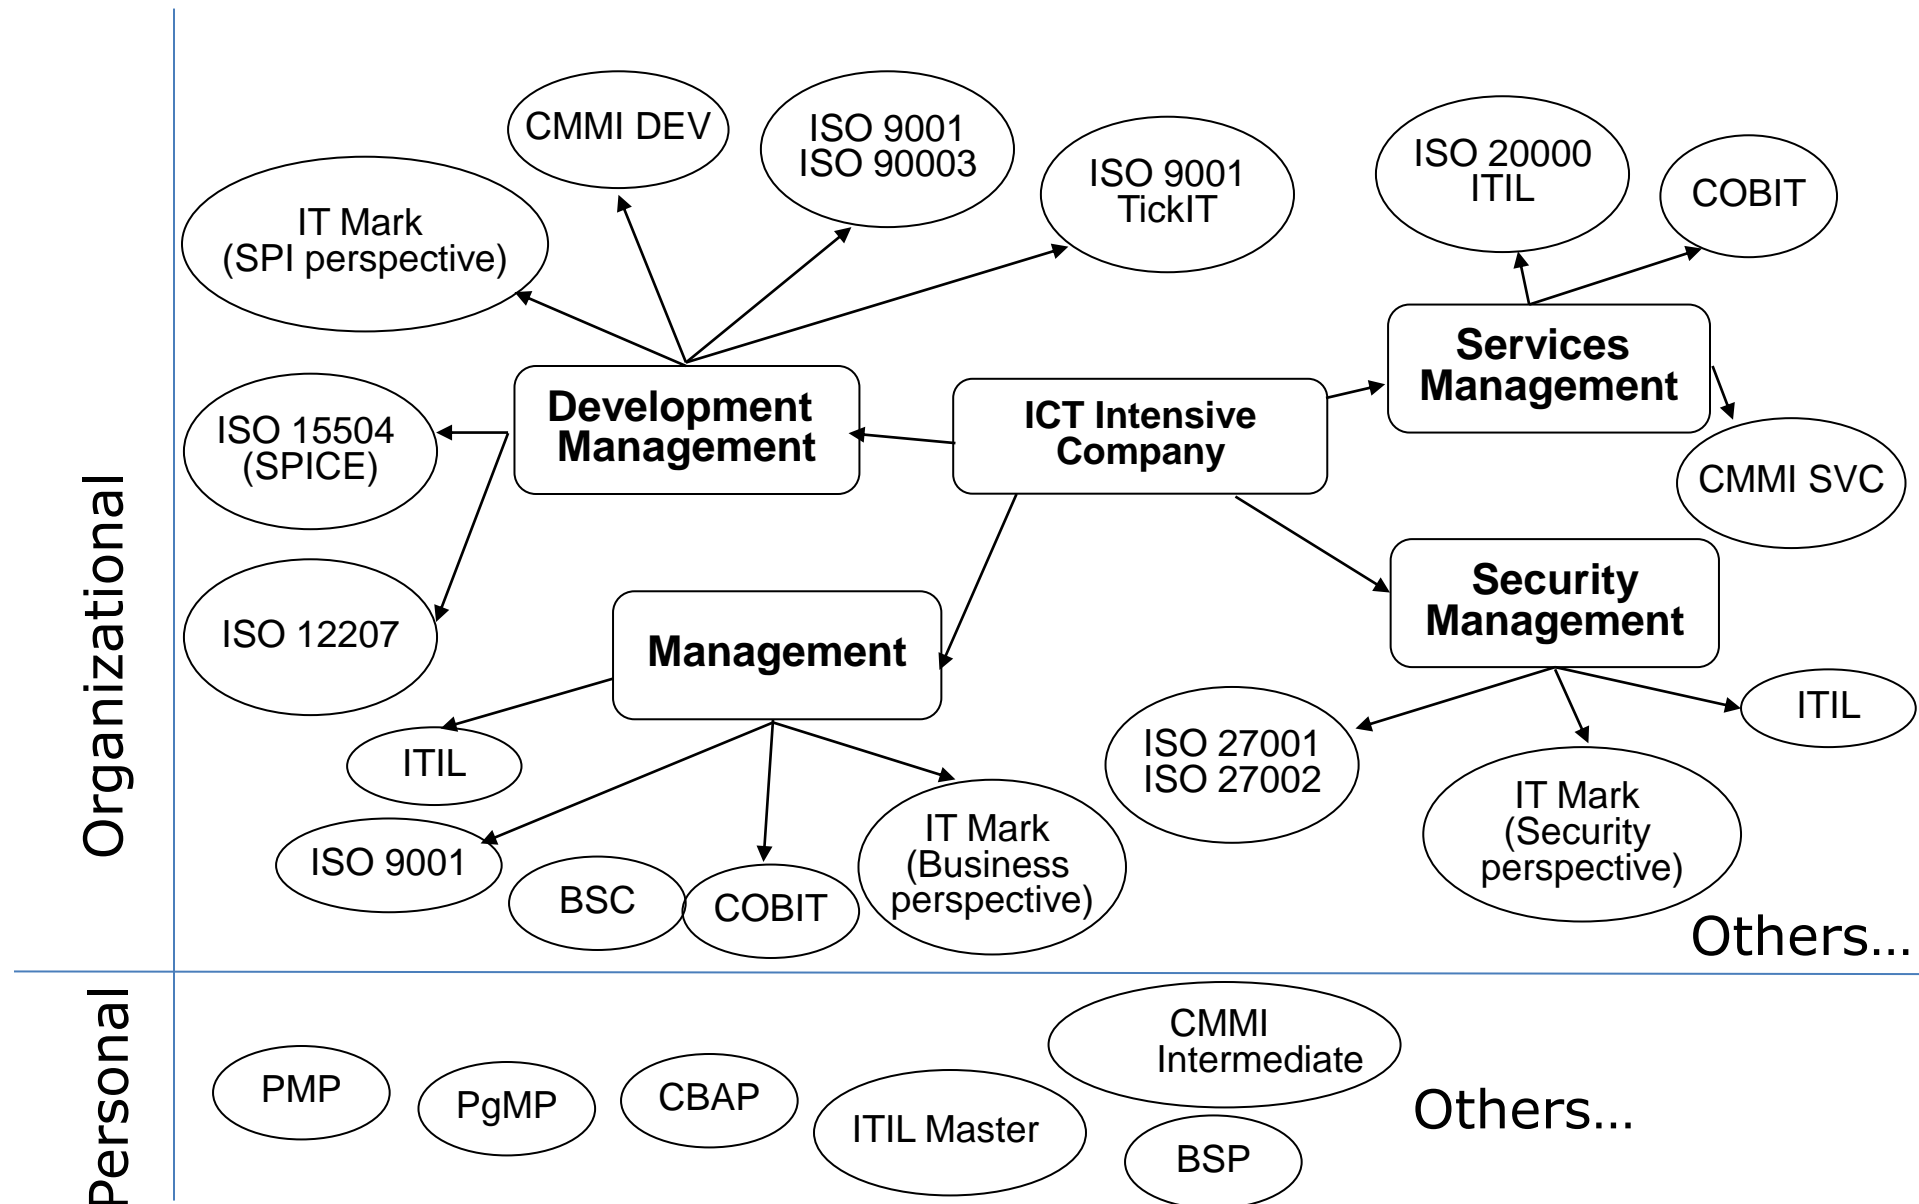 Organizational
CMMI DEV
ISO 9001
ISO 90003
ISO 9001
TickIT
ISO 20000
ITIL
COBIT
IT Mark
(SPI perspective)
Services
Management
Development
Management
ICT Intensive
Company
ISO 15504
(SPICE)
CMMI SVC
ISO 12207
Management
Security
Management
ITIL
ITIL
ISO 27001
ISO 27002
IT Mark
(Security
perspective)
ISO 9001
BSC
COBIT
IT Mark
(Business
perspective)
Others...
Personal
PMP
PgMP
CBAP
ITIL Master
CMMI
Intermediate
BSP
Others...